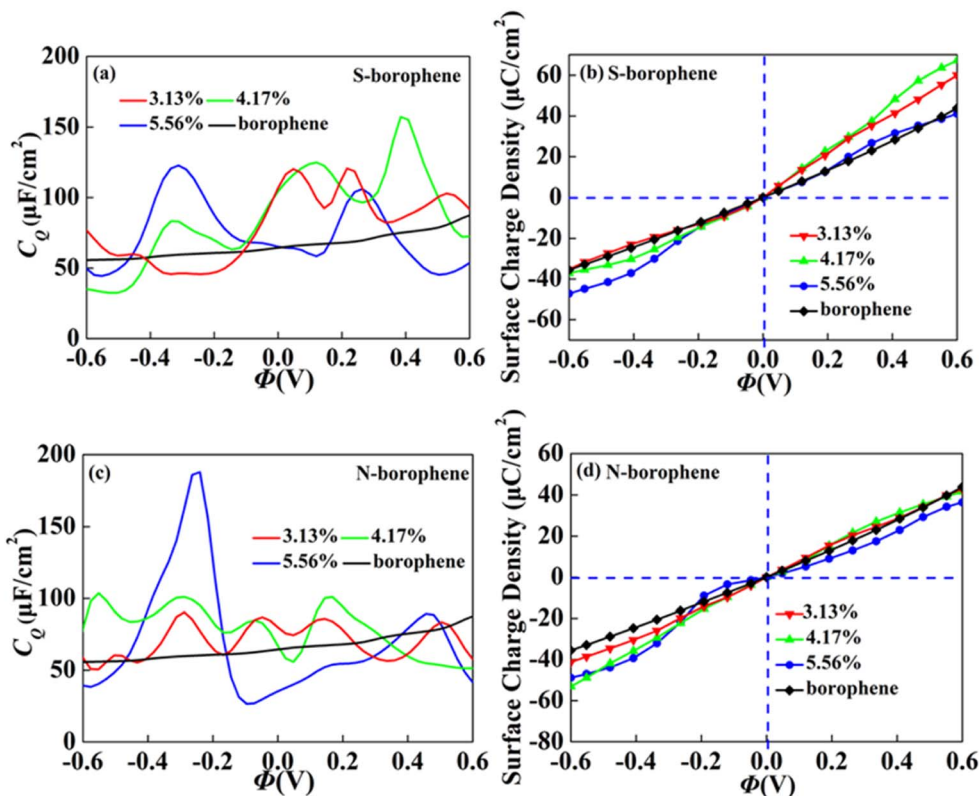 (a)
S-borophene
3.13% 4.17%
5.56% borophene
C_Q (μF/cm²)
200
150
100
50
0
-0.6 -0.4 -0.2 0.0 0.2 0.4 0.6
Φ(V)
(b) S-borophene
Surface Charge Density (μC/cm²)
60
40
20
0
-20
-40
-60
3.13%
4.17%
5.56%
borophene
-0.6 -0.4 -0.2 0.0 0.2 0.4 0.6
Φ(V)
(c)
N-borophene
3.13% 4.17%
5.56% borophene
C_Q (μF/cm²)
200
150
100
50
0
-0.6 -0.4 -0.2 0.0 0.2 0.4 0.6
Φ(V)
(d) N-borophene
Surface Charge Density (μC/cm²)
60
40
20
0
-20
-40
-60
-80
3.13%
4.17%
5.56%
borophene
-0.6 -0.4 -0.2 0.0 0.2 0.4 0.6
Φ(V)